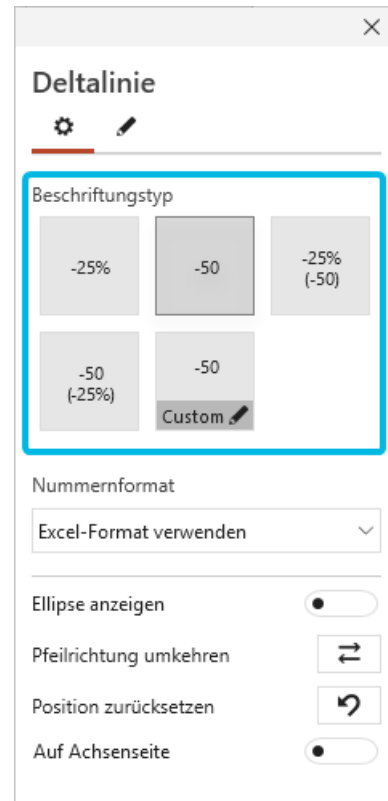 Deltalinie
Beschriftungstyp
-25%
-50
-25%
(-50)
-50
(-25%)
-50
Custom
Nummernformat
Excel-Format verwenden
Ellipse anzeigen
Pfeilrichtung umkehren
Position zurücksetzen
Auf Achsenseite